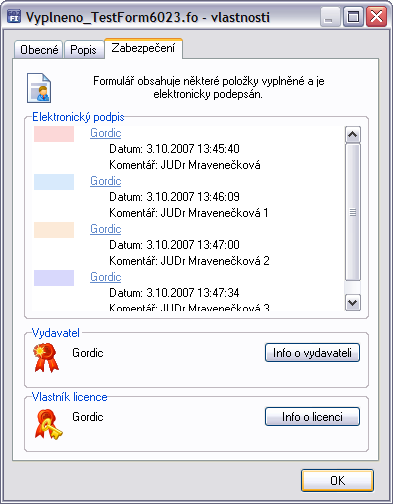 Vyplneno_TestForm6023.fo - vlastnosti
Obecné Popis Zabezpečení
Formulář obsahuje některé položky vyplněné a je
elektronicky podepsán.
Elektronický podpis
Gordic
Datum: 3.10.2007 13:45:40
Komentář: JUDr Mravenečková
Gordic
Datum: 3.10.2007 13:46:09
Komentář: JUDr Mravenečková 1
Gordic
Datum: 3.10.2007 13:47:00
Komentář: JUDr Mravenečková 2
Gordic
Datum: 3.10.2007 13:47:34
Komentář: JUDr Mravenečková 3
Vydavatel
Gordic Info o vydavateli
Vlastník licence
Gordic Info o licenci
OK